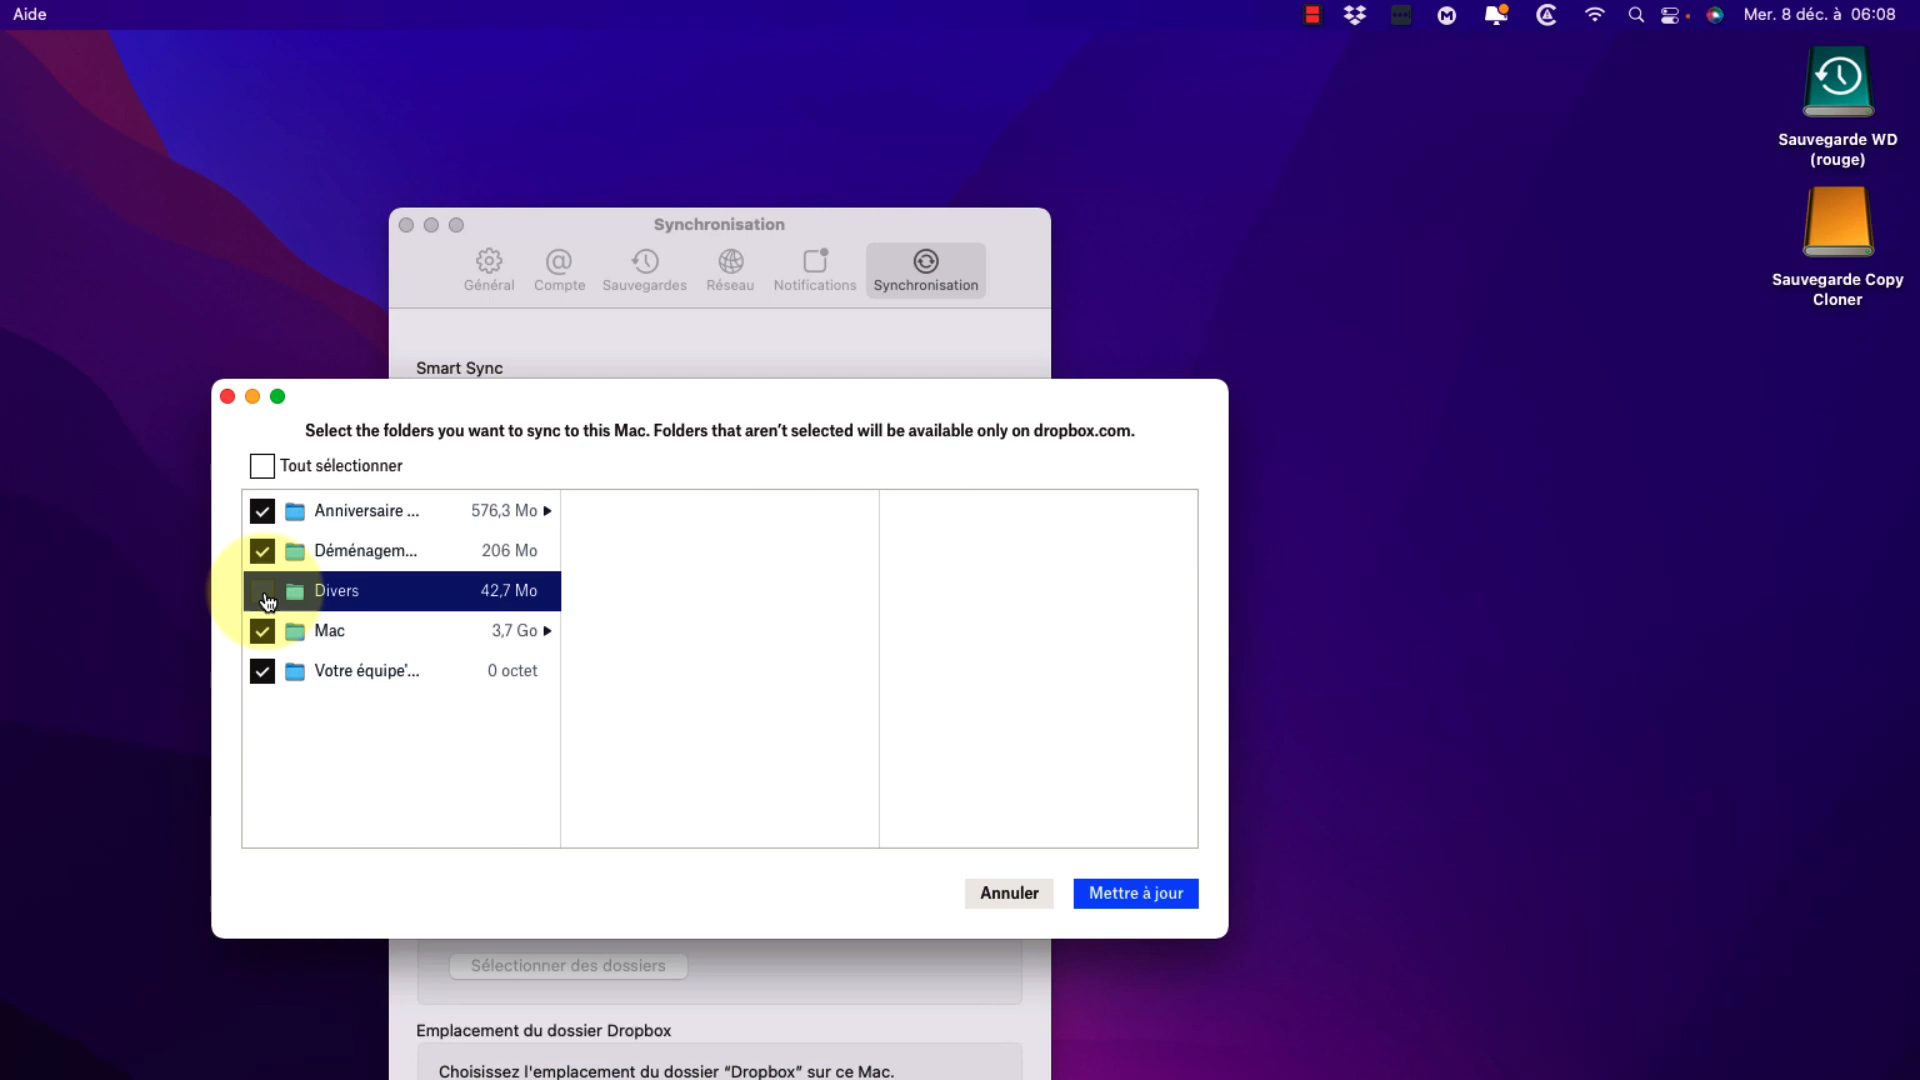 Aide
Mer. 8 déc. à 06:08
Sauvegarde WD
(rouge)
Sauvegarde Copy
Cloner
Synchronisation
Général
Compte
Sauvegardes
Réseau
Notifications
Synchronisation
Smart Sync
Select the folders you want to sync to this Mac. Folders that aren’t selected will be available only on dropbox.com.
Tout sélectionner
Anniversaire ... 576,3 Mo
Déménagem... 206 Mo
Divers 42,7 Mo
Mac 3,7 Go
Votre équipe'... 0 octet
Annuler
Mettre à jour
Sélectionner des dossiers
Emplacement du dossier Dropbox
Choisissez l'emplacement du dossier “Dropbox” sur ce Mac.